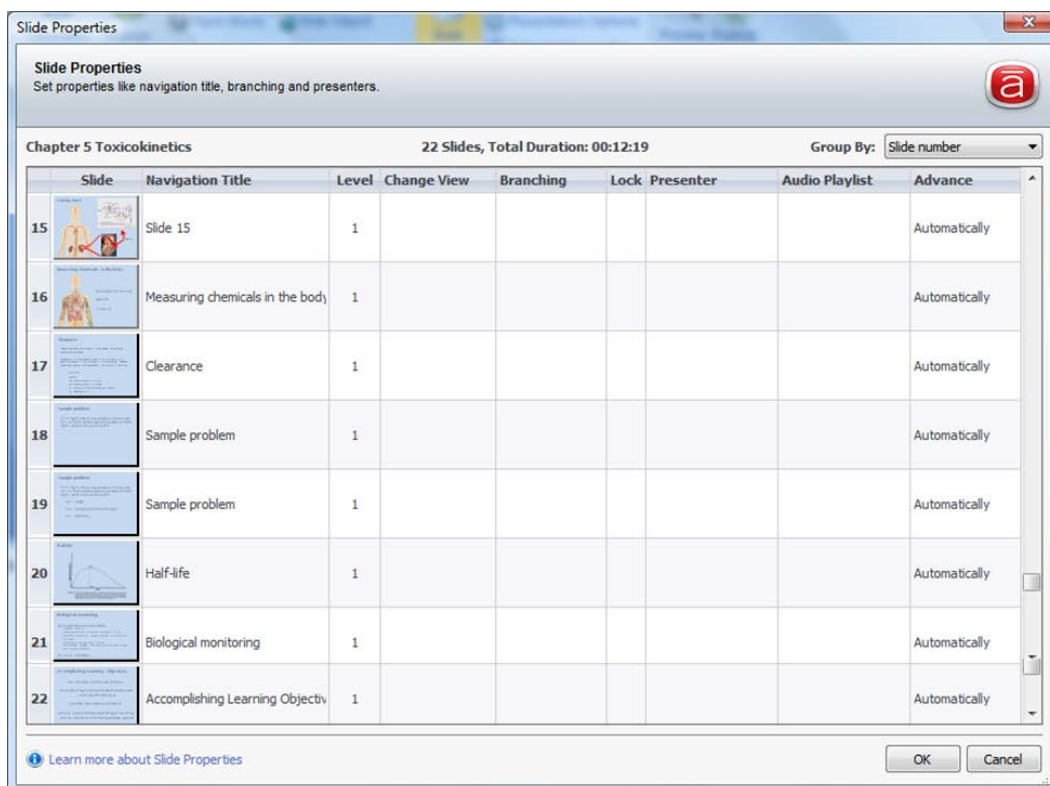 Slide Properties
Slide Properties
Set properties like navigation title, branching and presenters.
Chapter 5 Toxicokinetics 22 Slides, Total Duration: 00:12:19 Group By: Slide number
Slide Navigation Title Level Change View Branching Lock Presenter Audio Playlist Advance
15 Slide 15 1 Automatically
16 Measuring chemicals in the body 1 Automatically
17 Clearance 1 Automatically
18 Sample problem 1 Automatically
19 Sample problem 1 Automatically
20 Half-life 1 Automatically
21 Biological monitoring 1 Automatically
22 Accomplishing Learning Objectiv 1 Automatically
Learn more about Slide Properties OK Cancel